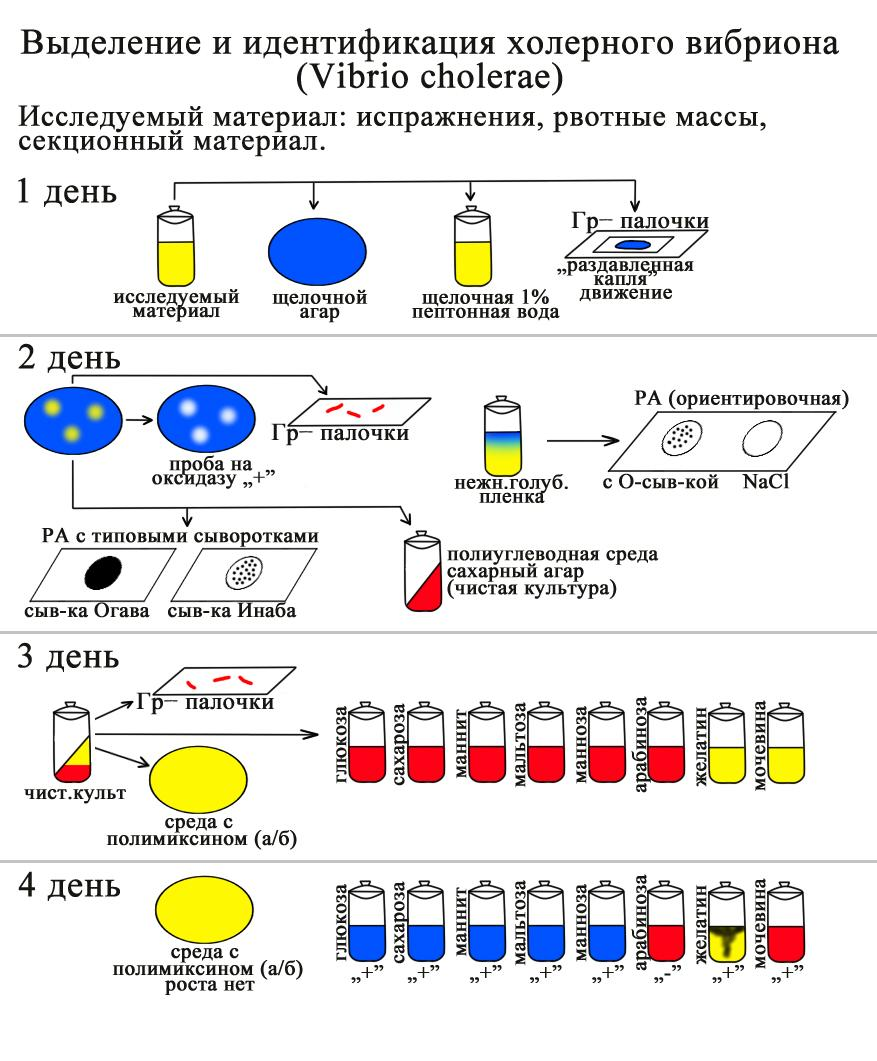 Выделение и идентификация холерного вибриона
(Vibrio cholerae)
Исследуемый материал: испражнения, рвотные массы,
секционный материал.
1 день
исследуемый
материал
щелочной
агар
щелочная 1%
пептонная вода
Гр— палочки
„раздавленная
капля”
движение
2 день
проба на
оксидазу „+”
Гр— палочки
нежн.голуб.
пленка
РА (ориентировочная)
с О-сыв-кой
NaCl
РА с типовыми сыворотками
сыв-ка Огава
сыв-ка Инаба
полиуглеводная среда
сахарный агар
(чистая культура)
3 день
Гр— палочки
чист.культ
среда с
полимиксином (а/б)
глюкоза
сахароза
маннит
мальтоза
манноза
арабиноза
желатин
мочевина
4 день
среда с
полимиксином (а/б)
роста нет
глюкоза
сахароза
маннит
мальтоза
манноза
арабиноза
желатин
мочевина
„+”
„+”
„+”
„+”
„+”
„-”
„+”
„+”